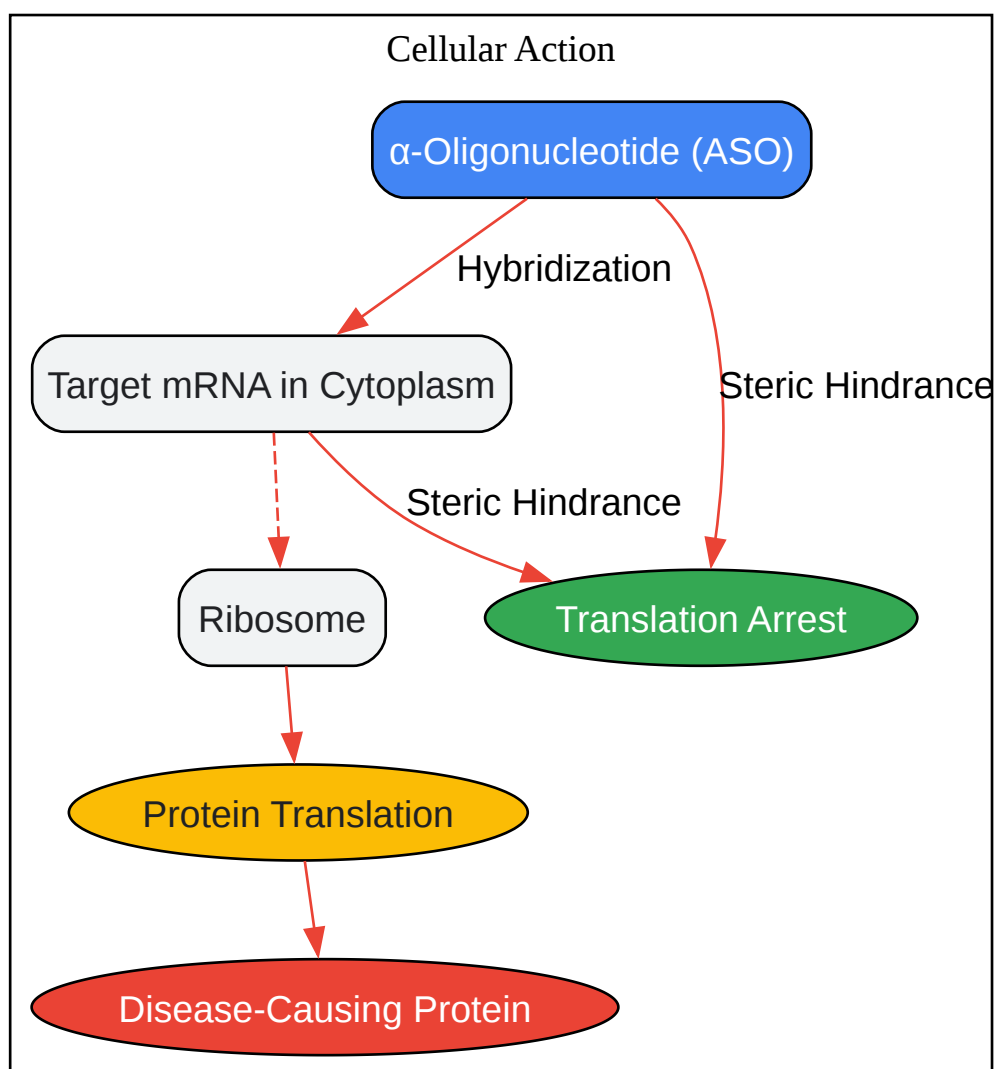 Cellular Action
α-Oligonucleotide (ASO)
Hybridization
Target mRNA in Cytoplasm
Steric Hindrance
Steric Hindrance
Ribosome
Translation Arrest
Protein Translation
Disease-Causing Protein